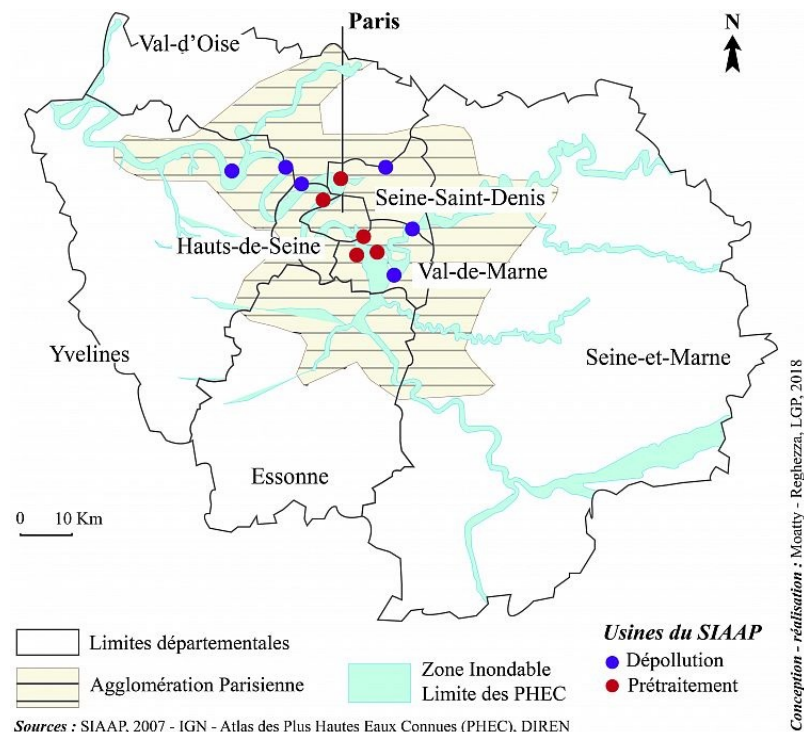 Paris
N
Val-d'Oise
Seine-Saint-Denis
Hauts-de-Seine
Val-de-Marne
Yvelines
Seine-et-Marne
Essonne
0 10 Km
Limites départementales
Agglomération Parisienne
Zone Inondable
Limite des PHEC
Usines du SIAAP
Dépollution
Prétraitement
Sources : SIAAP, 2007 - IGN - Atlas des Plus Hautes Eaux Connues (PHEC), DIREN
Conception - réalisation : Moatty - Reghezza, LGP, 2018